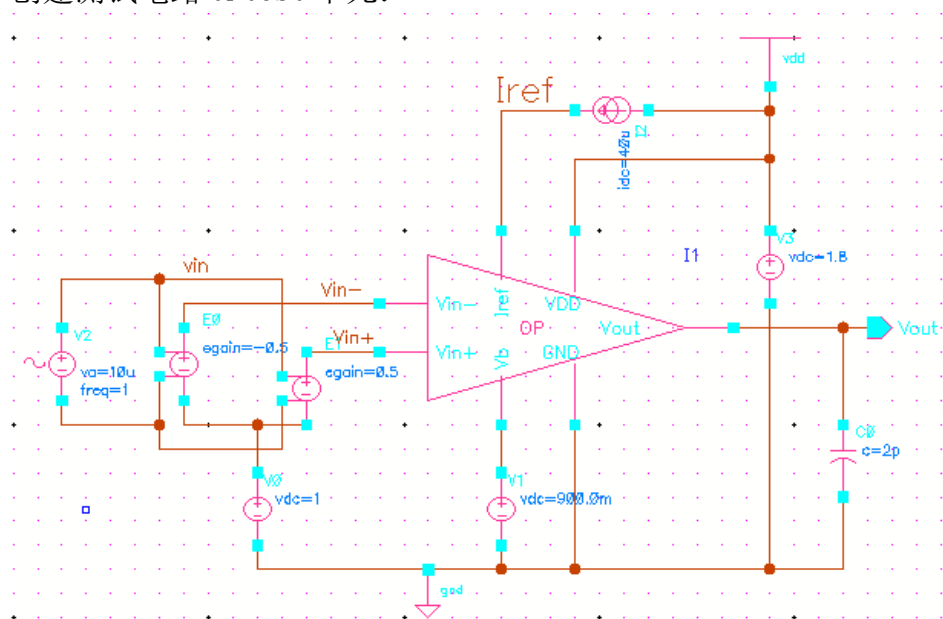 vdd
Iref
I2
idc=40u
V3
vdc=1.8
I1
vin
Vin-
Vin-
Iref
VDD
E0
Vin+
E1
OP
Vout
Vout
V2
egain=-0.5
Vin+
Vb
GND
va=10u
egain=0.5
freq=1
C0
c=2p
V0
V1
vdc=1
vdc=900.0m
gnd